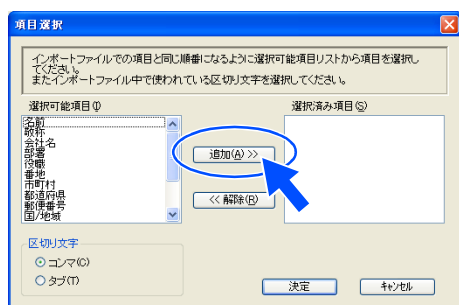 項目選択
インポートファイルでの項目と同じ順番になるように選択可能項目リストから項目を選択し
てください。
またインポートファイル中で使われている区切り文字を選択してください。
選択可能項目(I)
選択済み項目(S)
名前
敬称
会社名
部署
役職
番地
市町村
都道府県
郵便番号
国/地域
追加(A) >>
<< 解除(R)
区切り文字
コンマ(C)
タブ(T)
決定
キャンセル